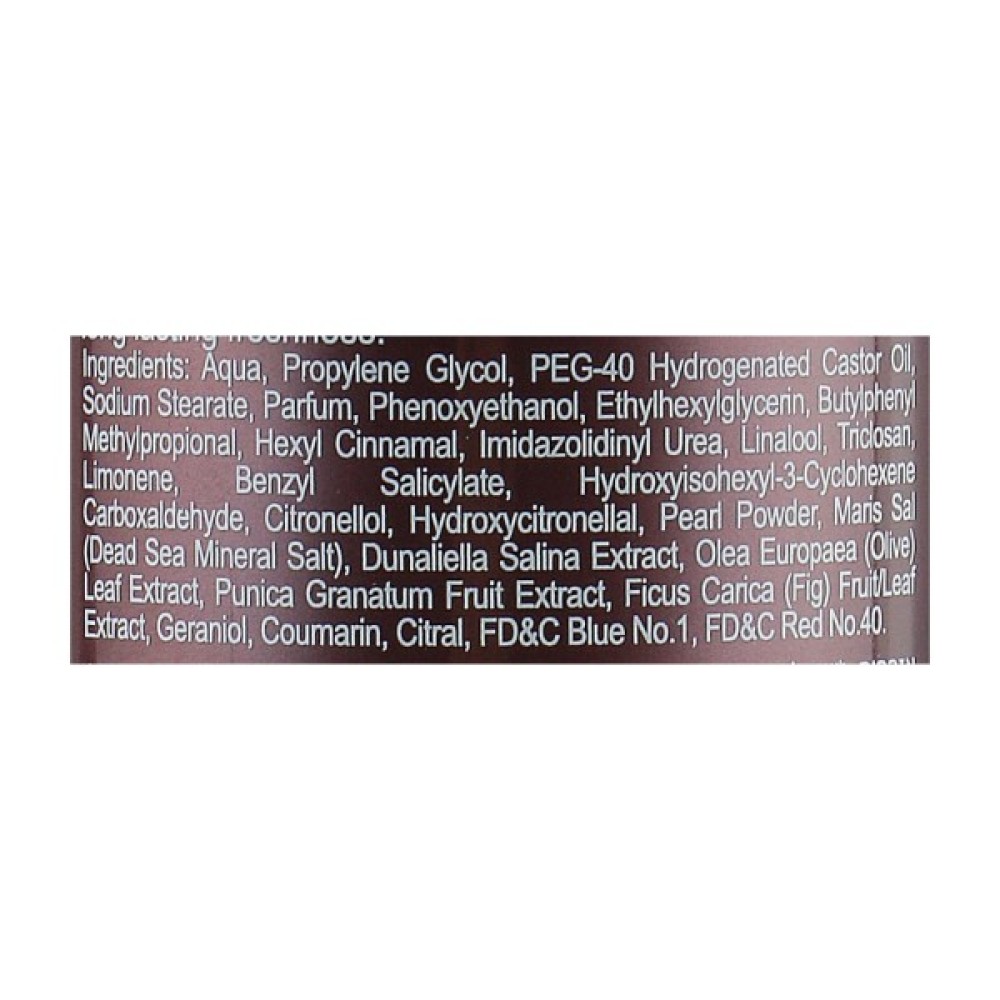 long lasting freshness.
Ingredients: Aqua, Propylene Glycol, PEG-40 Hydrogenated Castor Oil,
Sodium Stearate, Parfum, Phenoxyethanol, Ethylhexylglycerin, Butylphenyl
Methylpropional, Hexyl Cinnamal, Imidazolidinyl Urea, Linalool, Triclosan,
Limonene, Benzyl Salicylate, Hydroxyisohexyl-3-Cyclohexene
Carboxaldehyde, Citronellol, Hydroxycitronellal, Pearl Powder, Maris Sal
(Dead Sea Mineral Salt), Dunaliella Salina Extract, Olea Europaea (Olive)
Leaf Extract, Punica Granatum Fruit Extract, Ficus Carica (Fig) Fruit/Leaf
Extract, Geraniol, Coumarin, Citral, FD&C Blue No.1, FD&C Red No.40.